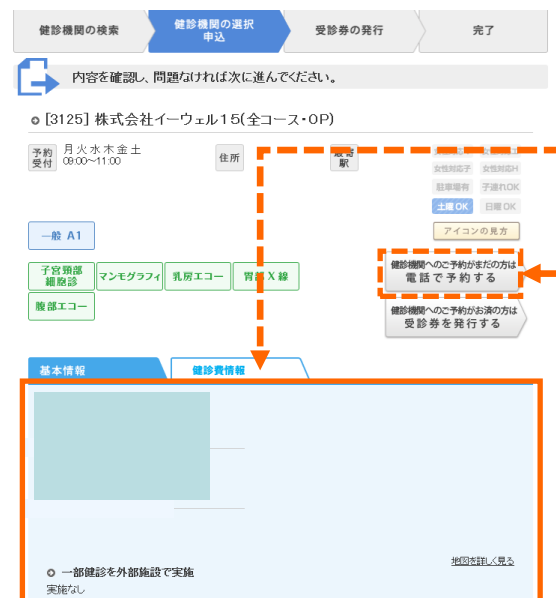 健診機関の検索
健診機関の選択
申込
受診券の発行
完了
内容を確認し、問題なければ次に進んでください。
[3125] 株式会社イーウェル15(全コース・OP)
予約
受付
月火水木金土
09:00～11:00
住所
駅
女性対応子
女性対応H
駐車場有
子連れOK
土曜OK
日曜OK
アイコンの見方
一般 A1
子宮頸部
細胞診
マンモグラフィ
乳房エコー
胃部X線
腹部エコー
健診機関へのご予約がまだの方は
電話で予約する
健診機関へのご予約がお済の方は
受診券を発行する
基本情報
健診費情報
地図を詳しく見る
一部健診を外部施設で実施
実施なし